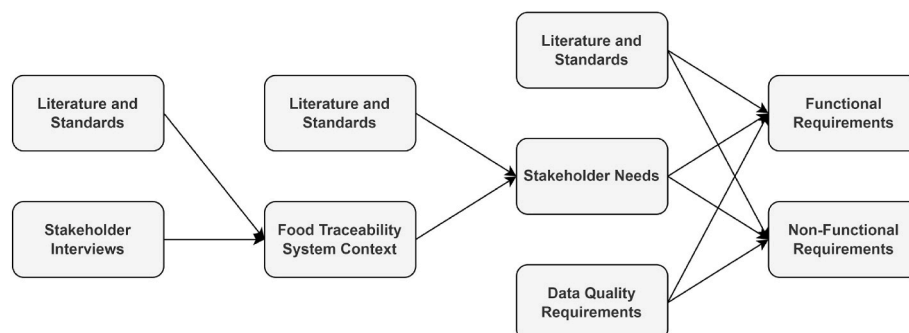 Literature and
Standards
Stakeholder
Interviews
Literature and
Standards
Food Traceability
System Context
Literature and
Standards
Stakeholder Needs
Data Quality
Requirements
Functional
Requirements
Non-Functional
Requirements